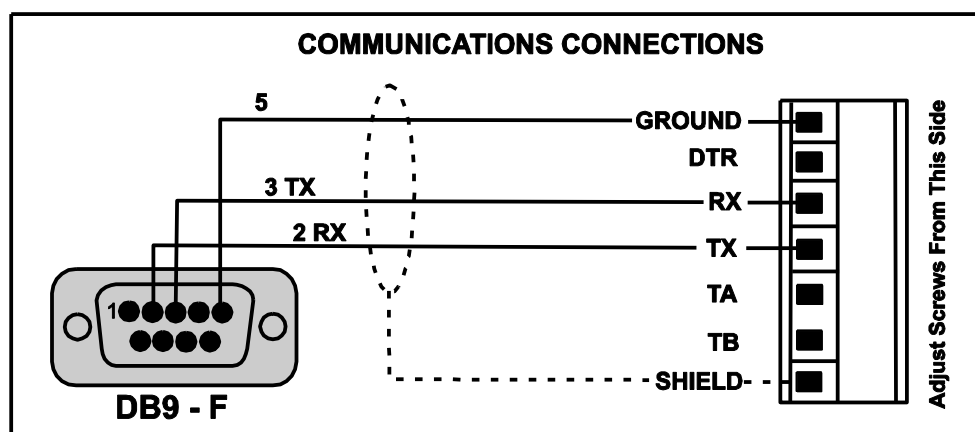 COMMUNICATIONS CONNECTIONS
5
GROUND
DTR
3 TX
RX
2 RX
TX
1
TA
TB
SHIELD
DB9 - F
Adjust Screws From This Side